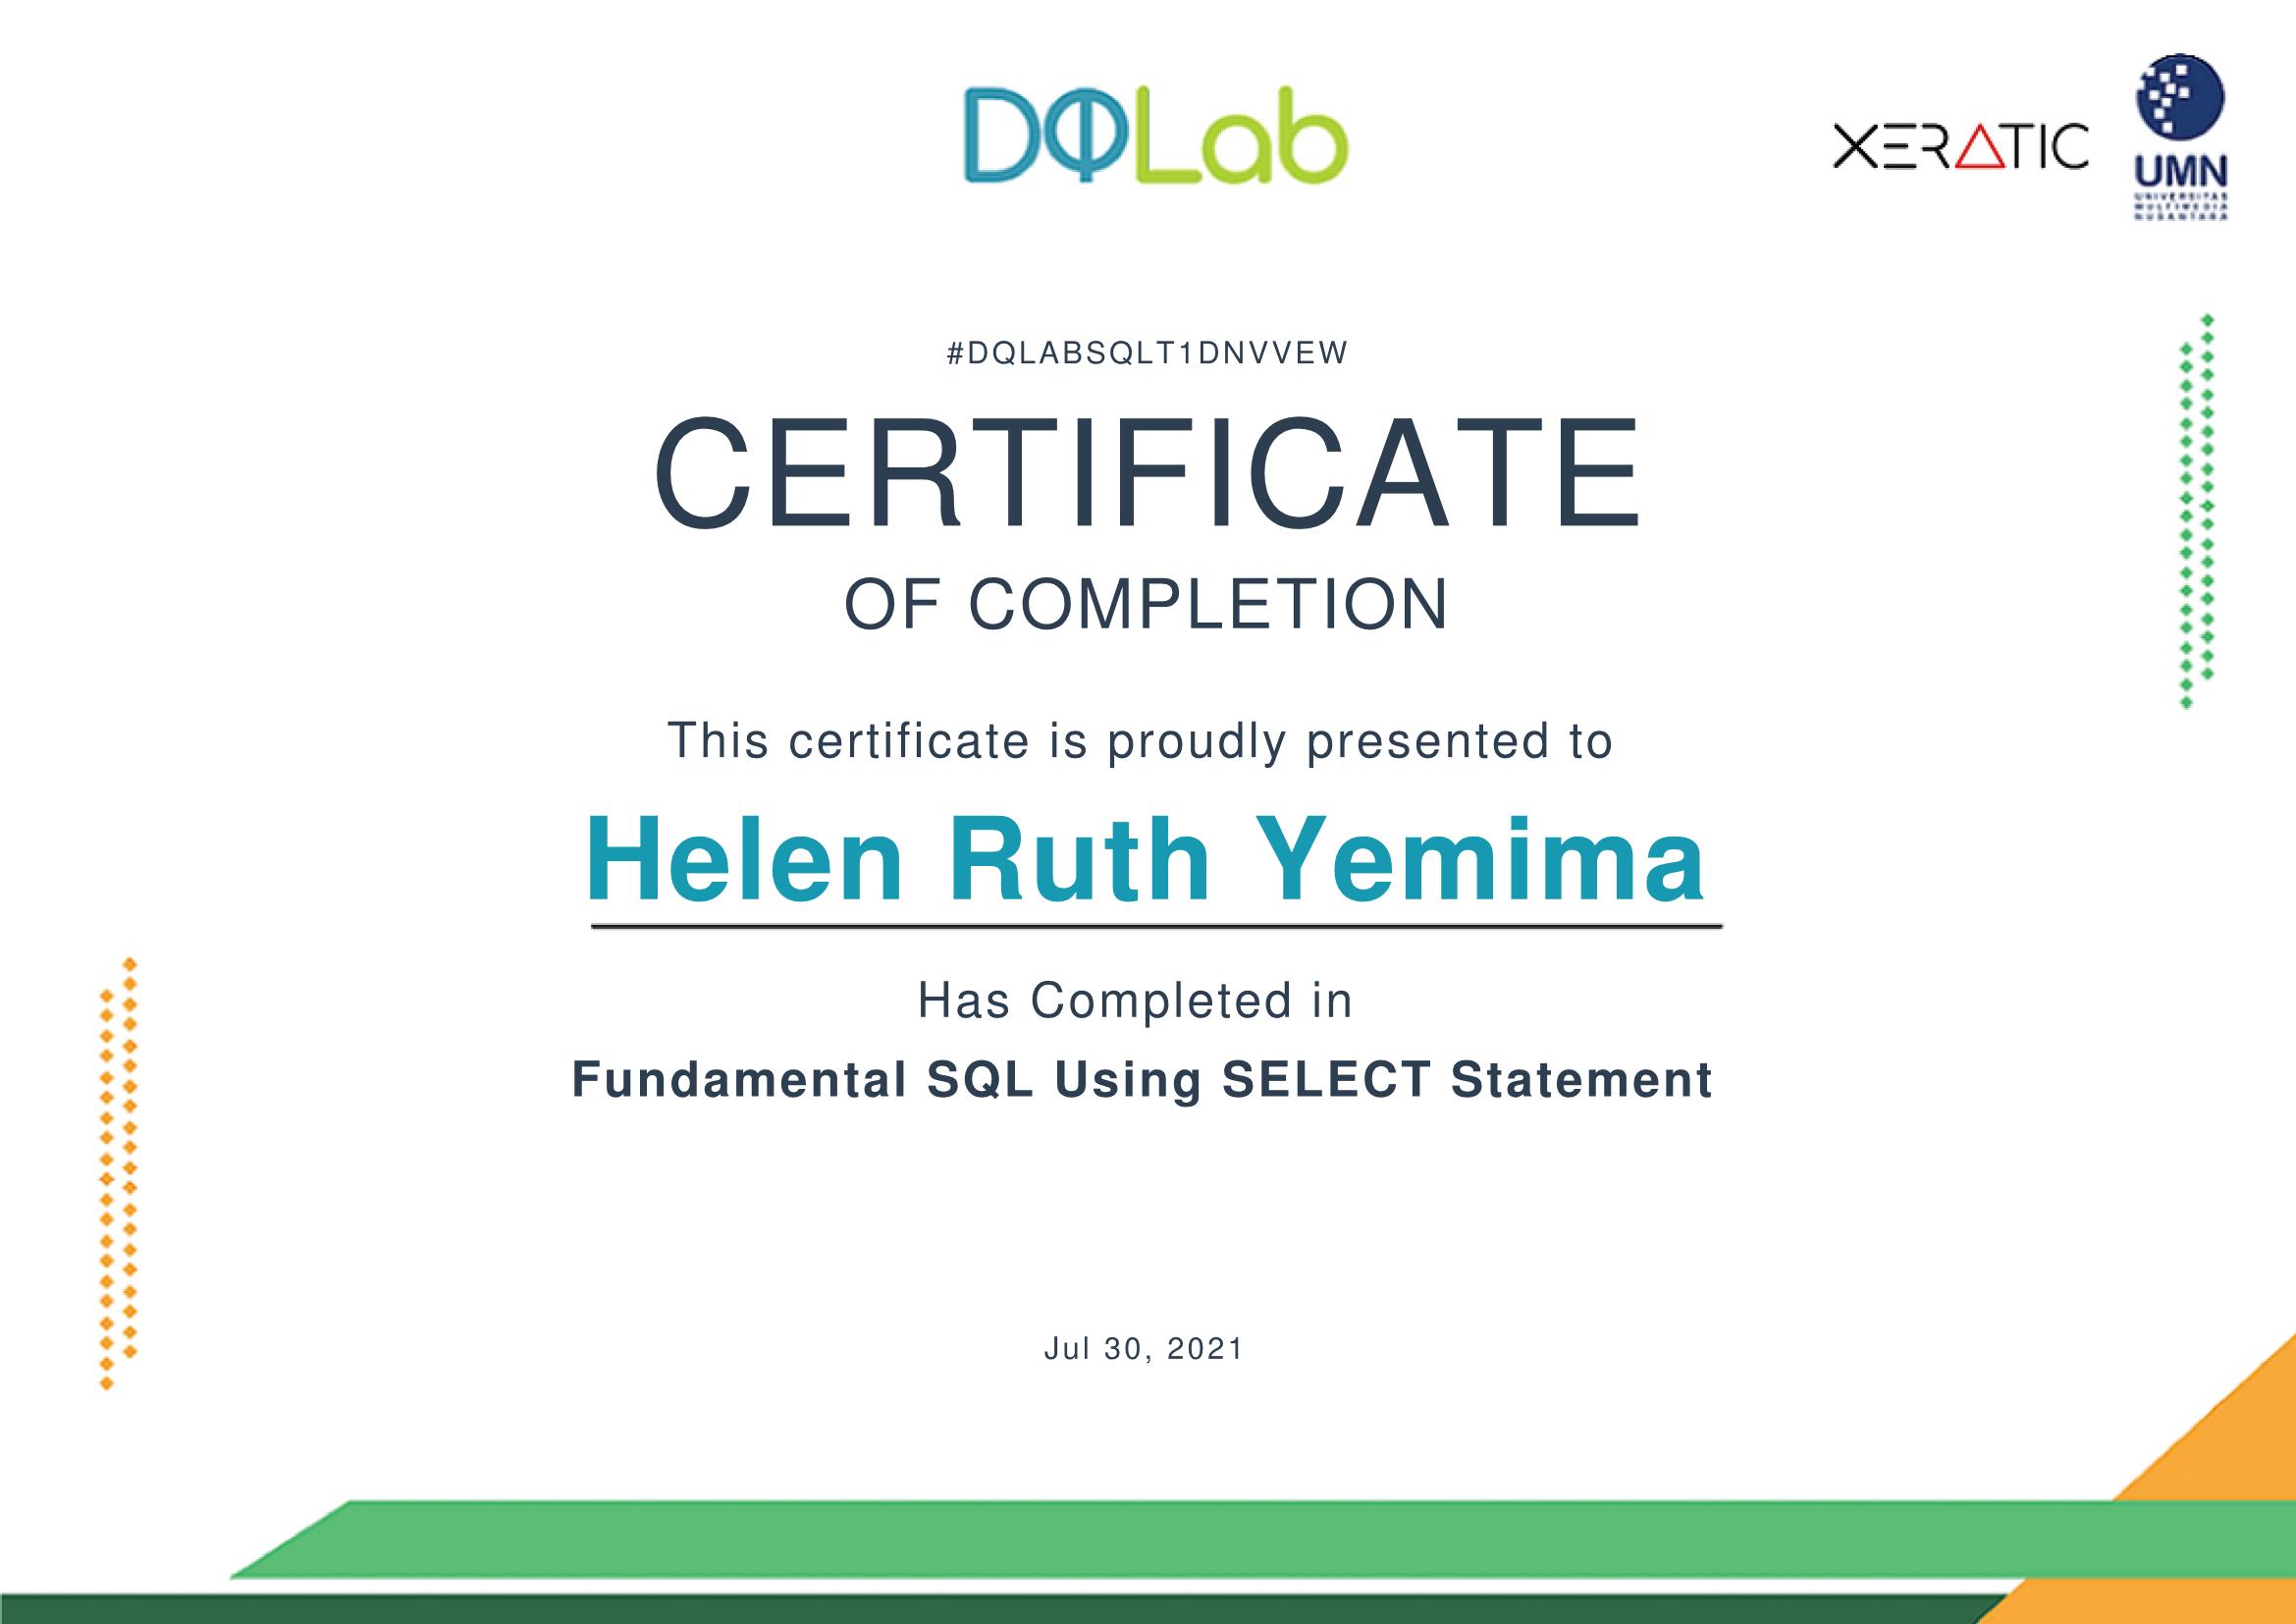 DQLab
XERATIC
UMN
UNIVERSITAS
MULTIMEDIA
NUSANTARA
#DQLABSQLT1DNVVEW
CERTIFICATE
OF COMPLETION
This certificate is proudly presented to
Helen Ruth Yemima
Has Completed in
Fundamental SQL Using SELECT Statement
Jul 30, 2021